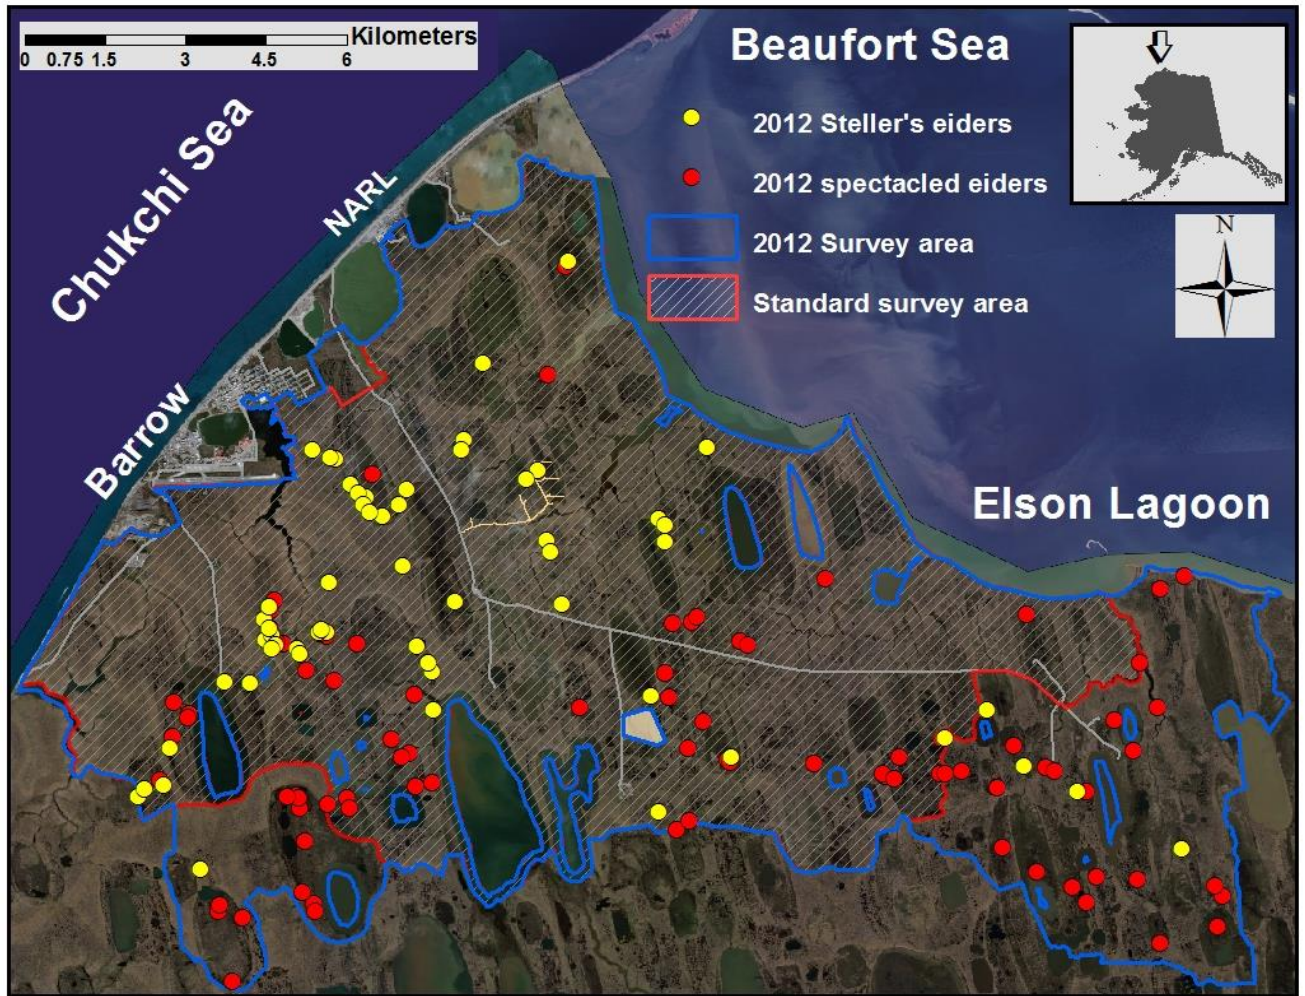 Kilometers
0 0.75 1.5 3 4.5 6
Beaufort Sea
Chukchi Sea
NARL
Barrow
2012 Steller's eiders
2012 spectacled eiders
2012 Survey area
Standard survey area
N
Elson Lagoon